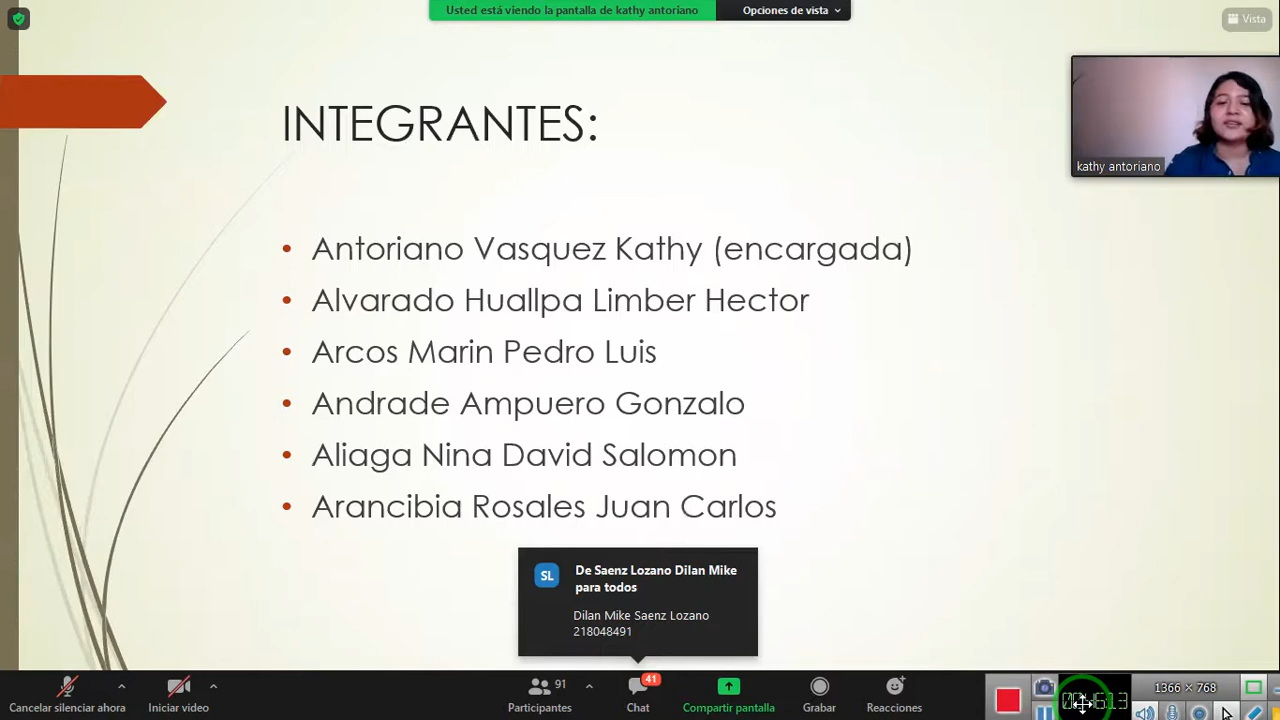 Usted está viendo la pantalla de kathy antoriano
Opciones de vista
Vista
INTEGRANTES:
kathy antoriano
• Antoriano Vasquez Kathy (encargada)
• Alvarado Huallpa Limber Hector
• Arcos Marin Pedro Luis
• Andrade Ampuero Gonzalo
• Aliaga Nina David Salomon
• Arancibia Rosales Juan Carlos
SL
De Saenz Lozano Dilan Mike
para todos
Dilan Mike Saenz Lozano
218048491
Cancelar silenciar ahora
Iniciar video
91
Participantes
41
Chat
Compartir pantalla
Grabar
Reacciones
1366 × 768